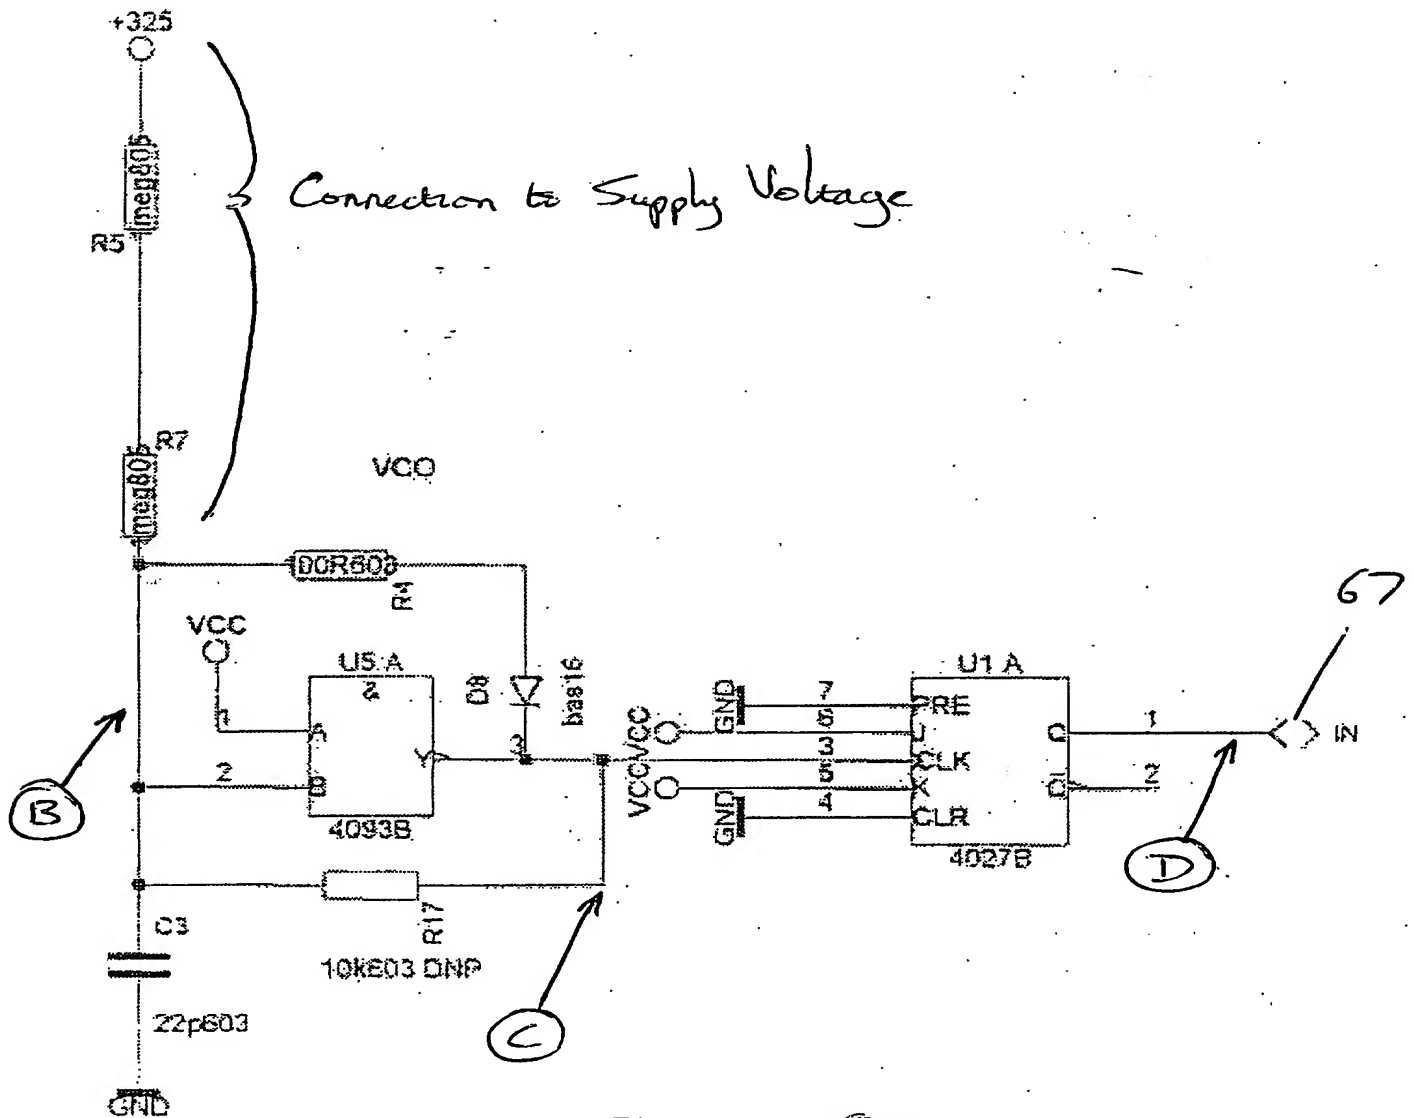 +325
Connection to Supply Voltage
R5
R7
VCO
R4
VCC
U5:A
&
D8
bas16
1
A
2
B
Y
3
4093B
GND
VCC
VCC
GND
7
6
3
5
4
U1 A
PRE
J
CLK
K
CLR
Q
1
2
4027B
67
IN
B
D
C
C3
22p603
GND
R17
10k603 DNP